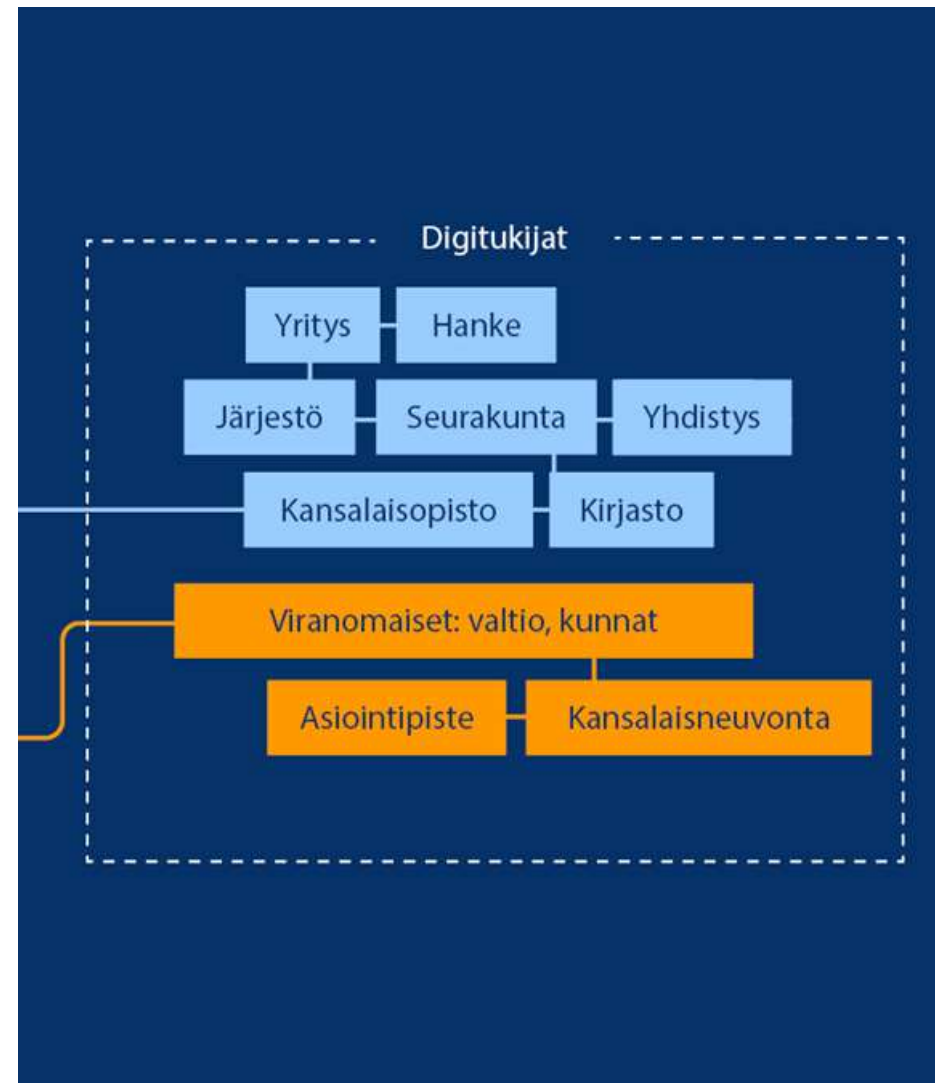 Digitukijat
Yritys Hanke
Järjestö Seurakunta Yhdistys
Kansalaisopisto Kirjasto
Viranomaiset: valtio, kunnat
Asiointipiste Kansalaisneuvonta